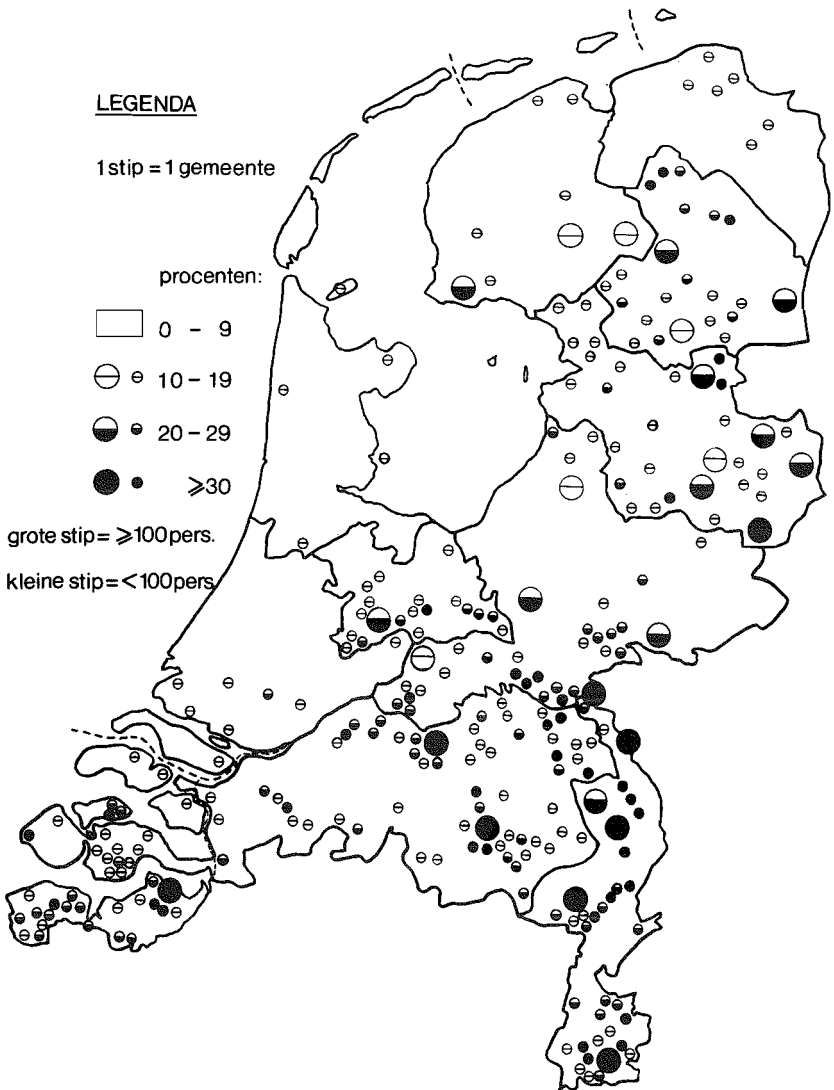 LEGENDA
1 stip = 1 gemeente
procenten:
0 - 9
10 - 19
20 - 29
⩾30
grote stip = ⩾100 pers.
kleine stip = <100 pers.